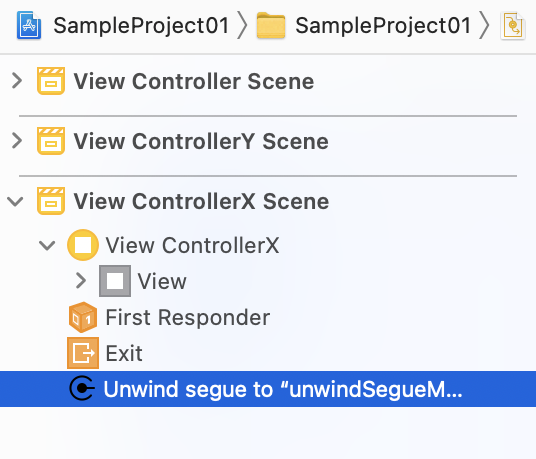 SampleProject01 SampleProject01
View Controller Scene
View ControllerY Scene
View ControllerX Scene
View ControllerX
View
First Responder
Exit
Unwind segue to “unwindSegueM...